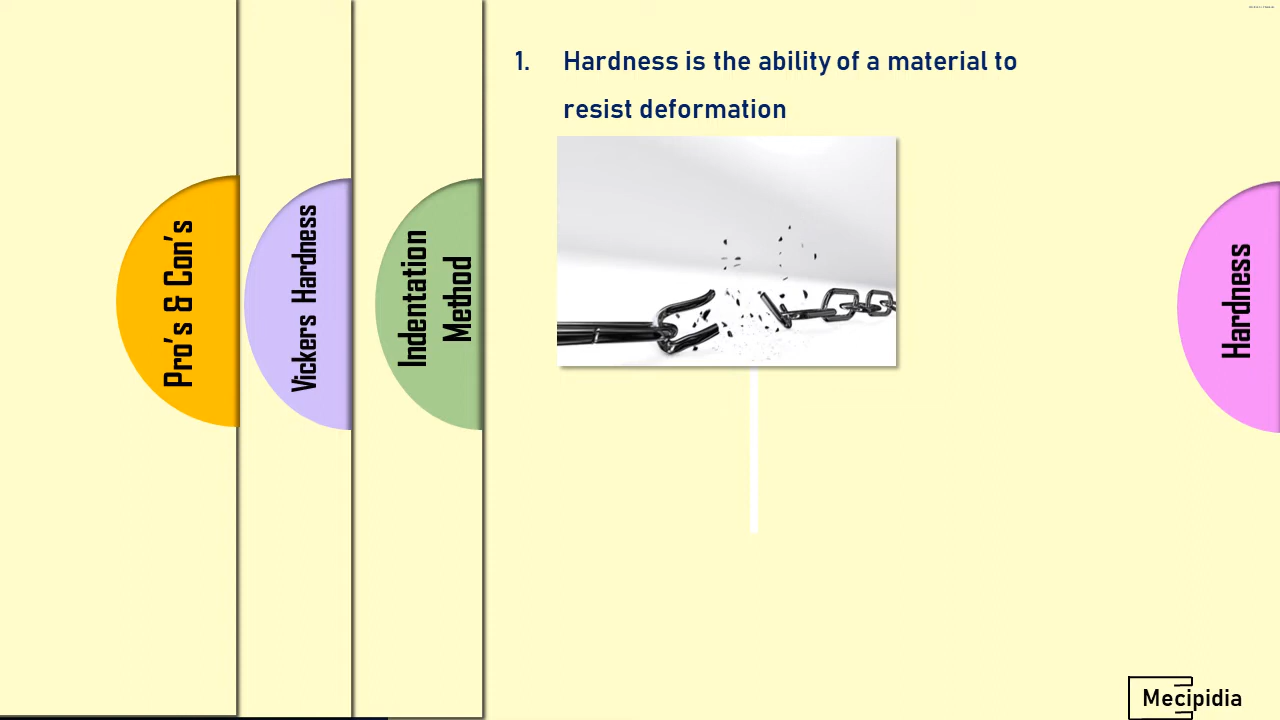 1. Hardness is the ability of a material to
resist deformation
Pro's & Con's
Vickers Hardness
Indentation
Method
Hardness
Mecipidia